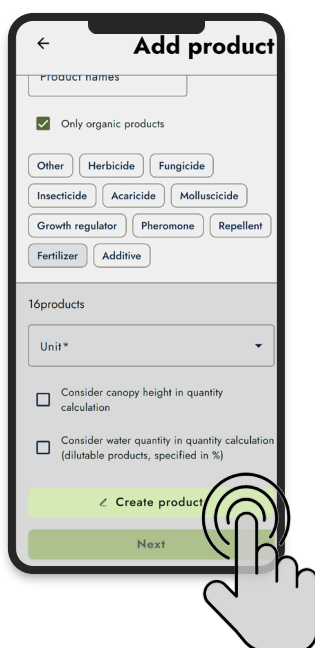 Add product
Product names
Only organic products
Other Herbicide Fungicide
Insecticide Acaricide Molluscicide
Growth regulator Pheromone Repellent
Fertilizer Additive
16products
Unit*
Consider canopy height in quantity
calculation
Consider water quantity in quantity calculation
(dilutable products, specified in %)
Create product
Next